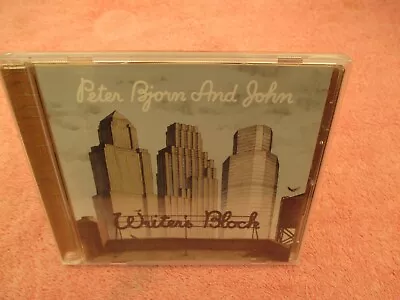 Peter Bjorn And John
Writer's Block